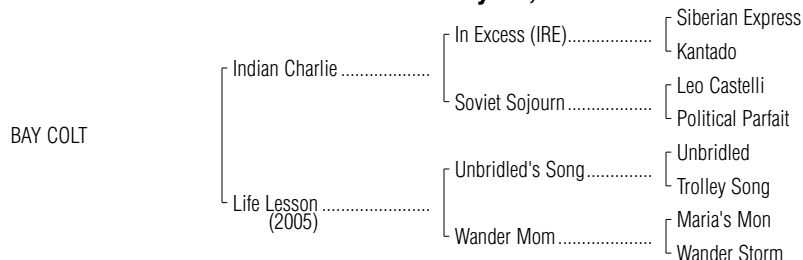 Siberian Express
In Excess (IRE)
Kantado
Indian Charlie
Leo Castelli
Soviet Sojourn
Political Parfait
BAY COLT
Unbridled
Unbridled's Song
Trolley Song
Life Lesson
(2005)
Maria's Mon
Wander Mom
Wander Storm